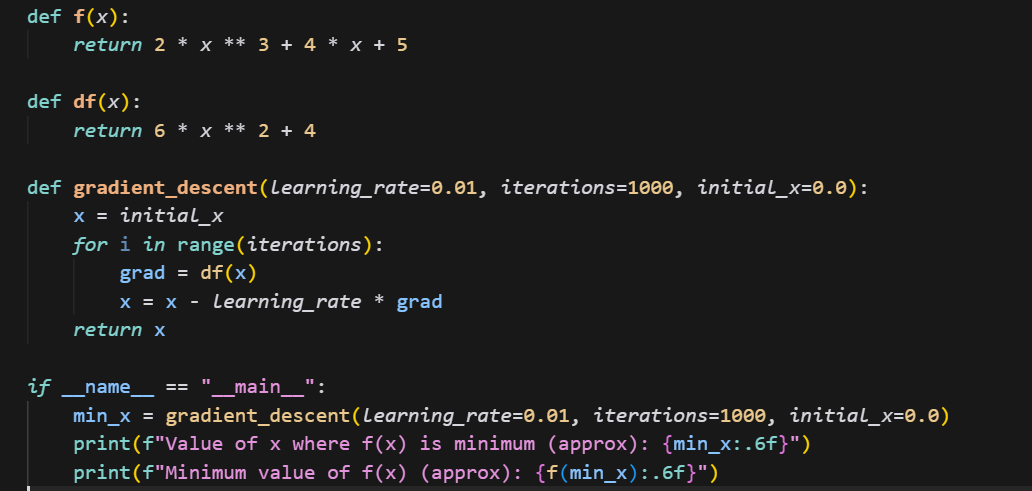 def f(x):
    return 2 * x ** 3 + 4 * x + 5

def df(x):
    return 6 * x ** 2 + 4

def gradient_descent(learning_rate=0.01, iterations=1000, initial_x=0.0):
    x = initial_x
    for i in range(iterations):
        grad = df(x)
        x = x - learning_rate * grad
    return x

if __name__ == "__main__":
    min_x = gradient_descent(learning_rate=0.01, iterations=1000, initial_x=0.0)
    print(f"Value of x where f(x) is minimum (approx): {min_x:.6f}")
    print(f"Minimum value of f(x) (approx): {f(min_x):.6f}")